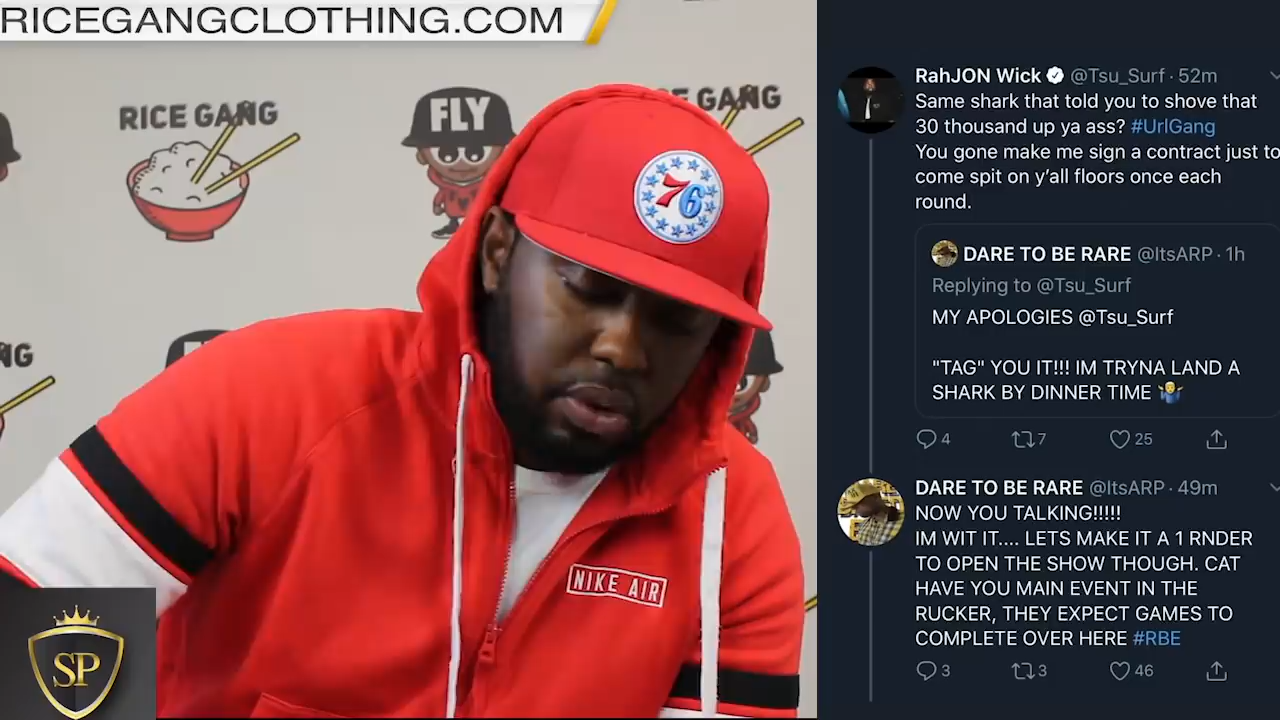 RICEGANGCLOTHING.COM
RICE GANG
FLY
E GANG
NG
76
NIKE AIR
SP
RahJON Wick @Tsu_Surf · 52m
Same shark that told you to shove that
30 thousand up ya ass? #UrlGang
You gone make me sign a contract just to
come spit on y’all floors once each
round.
DARE TO BE RARE @ItsARP · 1h
Replying to @Tsu_Surf
MY APOLOGIES @Tsu_Surf
"TAG" YOU IT!!! IM TRYNA LAND A
SHARK BY DINNER TIME 🤷‍♂️
4 7 25
DARE TO BE RARE @ItsARP · 49m
NOW YOU TALKING!!!!!
IM WIT IT.... LETS MAKE IT A 1 RNDER
TO OPEN THE SHOW THOUGH. CAT
HAVE YOU MAIN EVENT IN THE
RUCKER, THEY EXPECT GAMES TO
COMPLETE OVER HERE #RBE
3 3 46